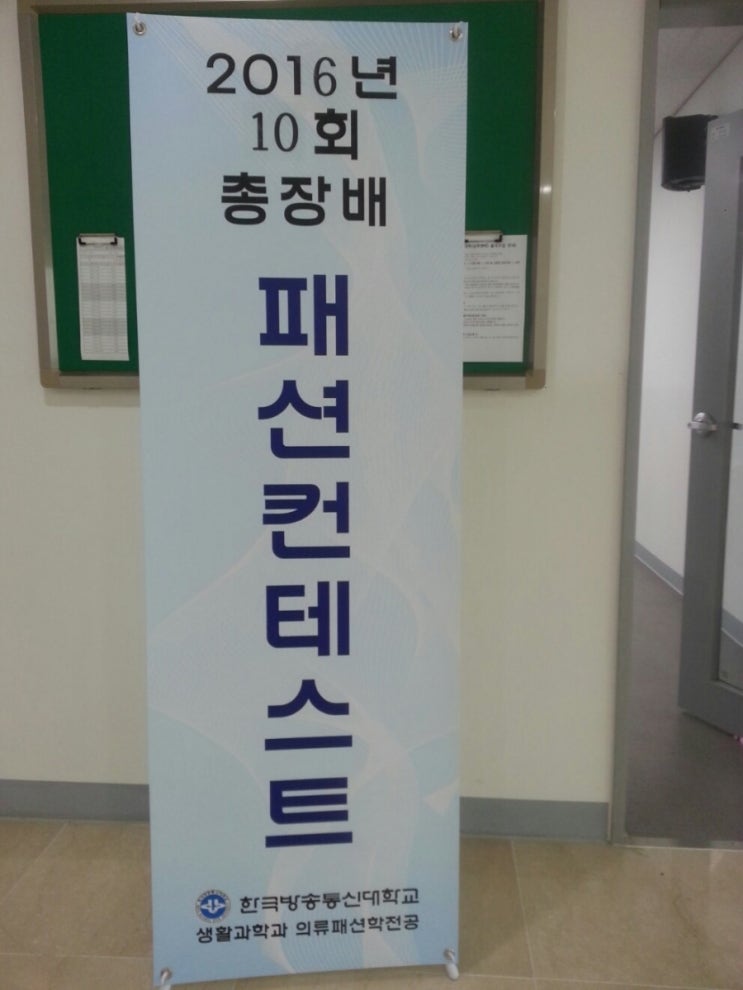 2016년
10회
총장배
패션컨테스트
한국방송통신대학교
생활과학과 의류패션학전공